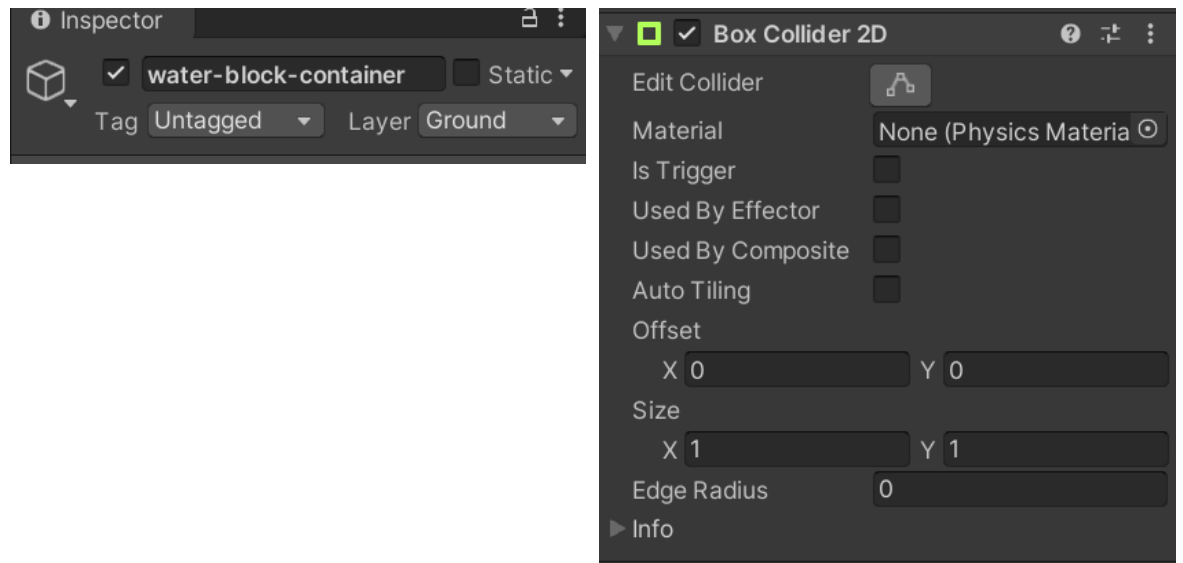 Inspector
water-block-container Static
Tag Untagged Layer Ground
Box Collider 2D
Edit Collider
Material None (Physics Materia
Is Trigger
Used By Effector
Used By Composite
Auto Tiling
Offset
X 0 Y 0
Size
X 1 Y 1
Edge Radius 0
Info